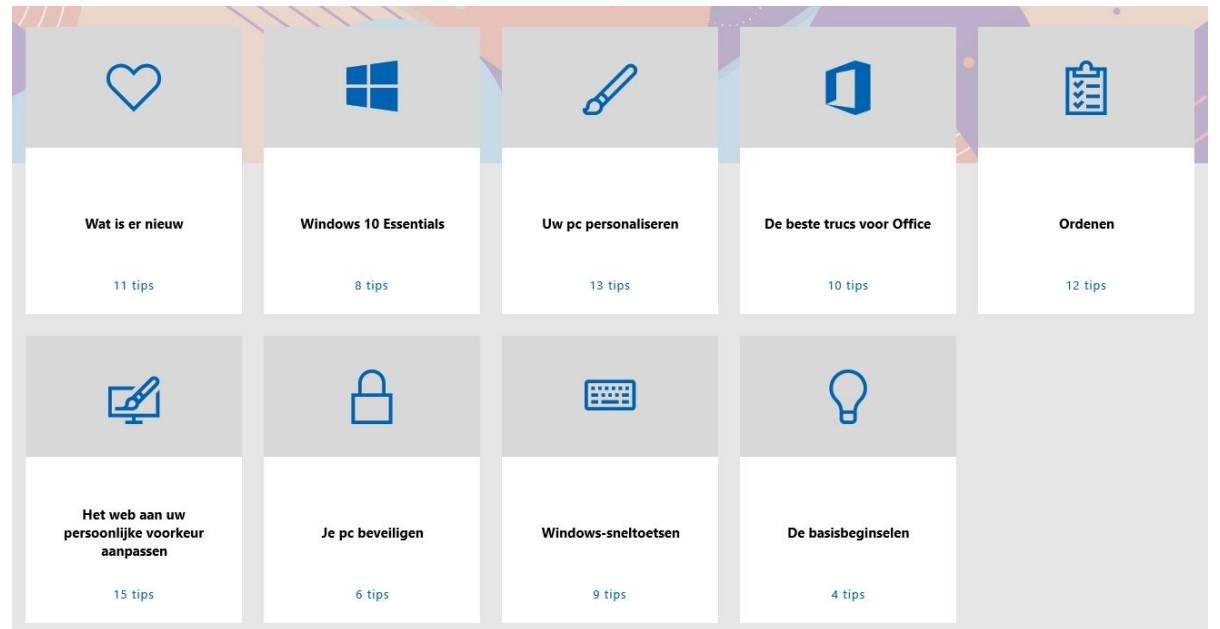 Wat is er nieuw
11 tips
Windows 10 Essentials
8 tips
Uw pc personaliseren
13 tips
De beste trucs voor Office
10 tips
Ordenen
12 tips
Het web aan uw
persoonlijke voorkeur
aanpassen
15 tips
Je pc beveiligen
6 tips
Windows-sneltoetsen
9 tips
De basisbeginselen
4 tips